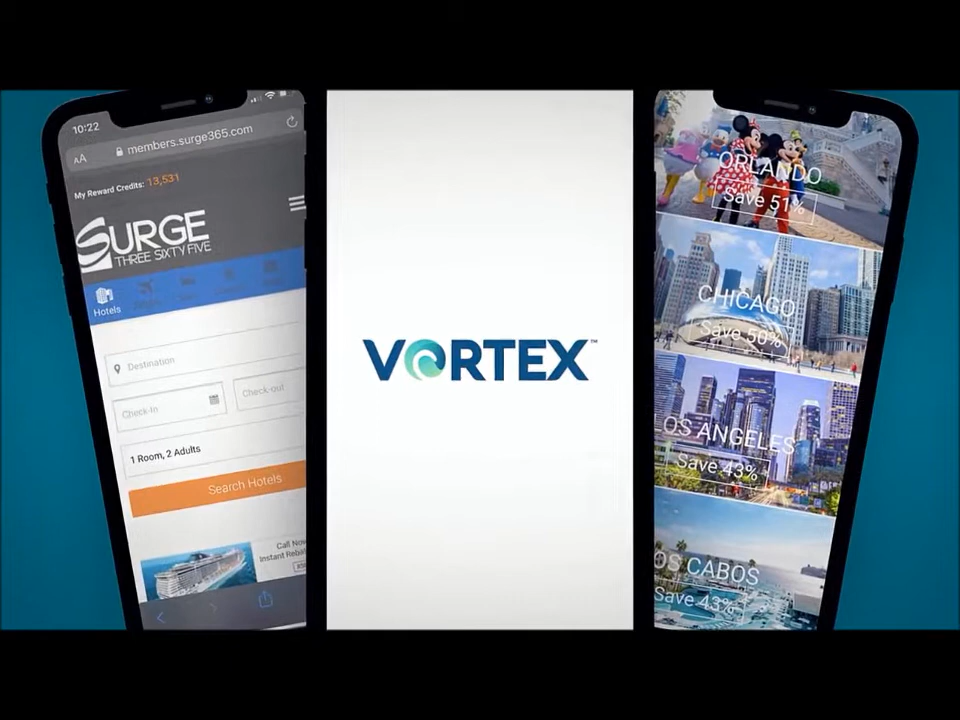 10:22
AA
members.surge365.com
My Reward Credits: 13,531
SURGE
THREE SIXTY FIVE
Hotels
Destination
Check-In
Check-out
1 Room, 2 Adults
Search Hotels
Call Now
Instant Reba
VORTEX™
ORLANDO
Save 51%
CHICAGO
Save 50%
OS ANGELES
Save 43%
OS CABOS
Save 43%